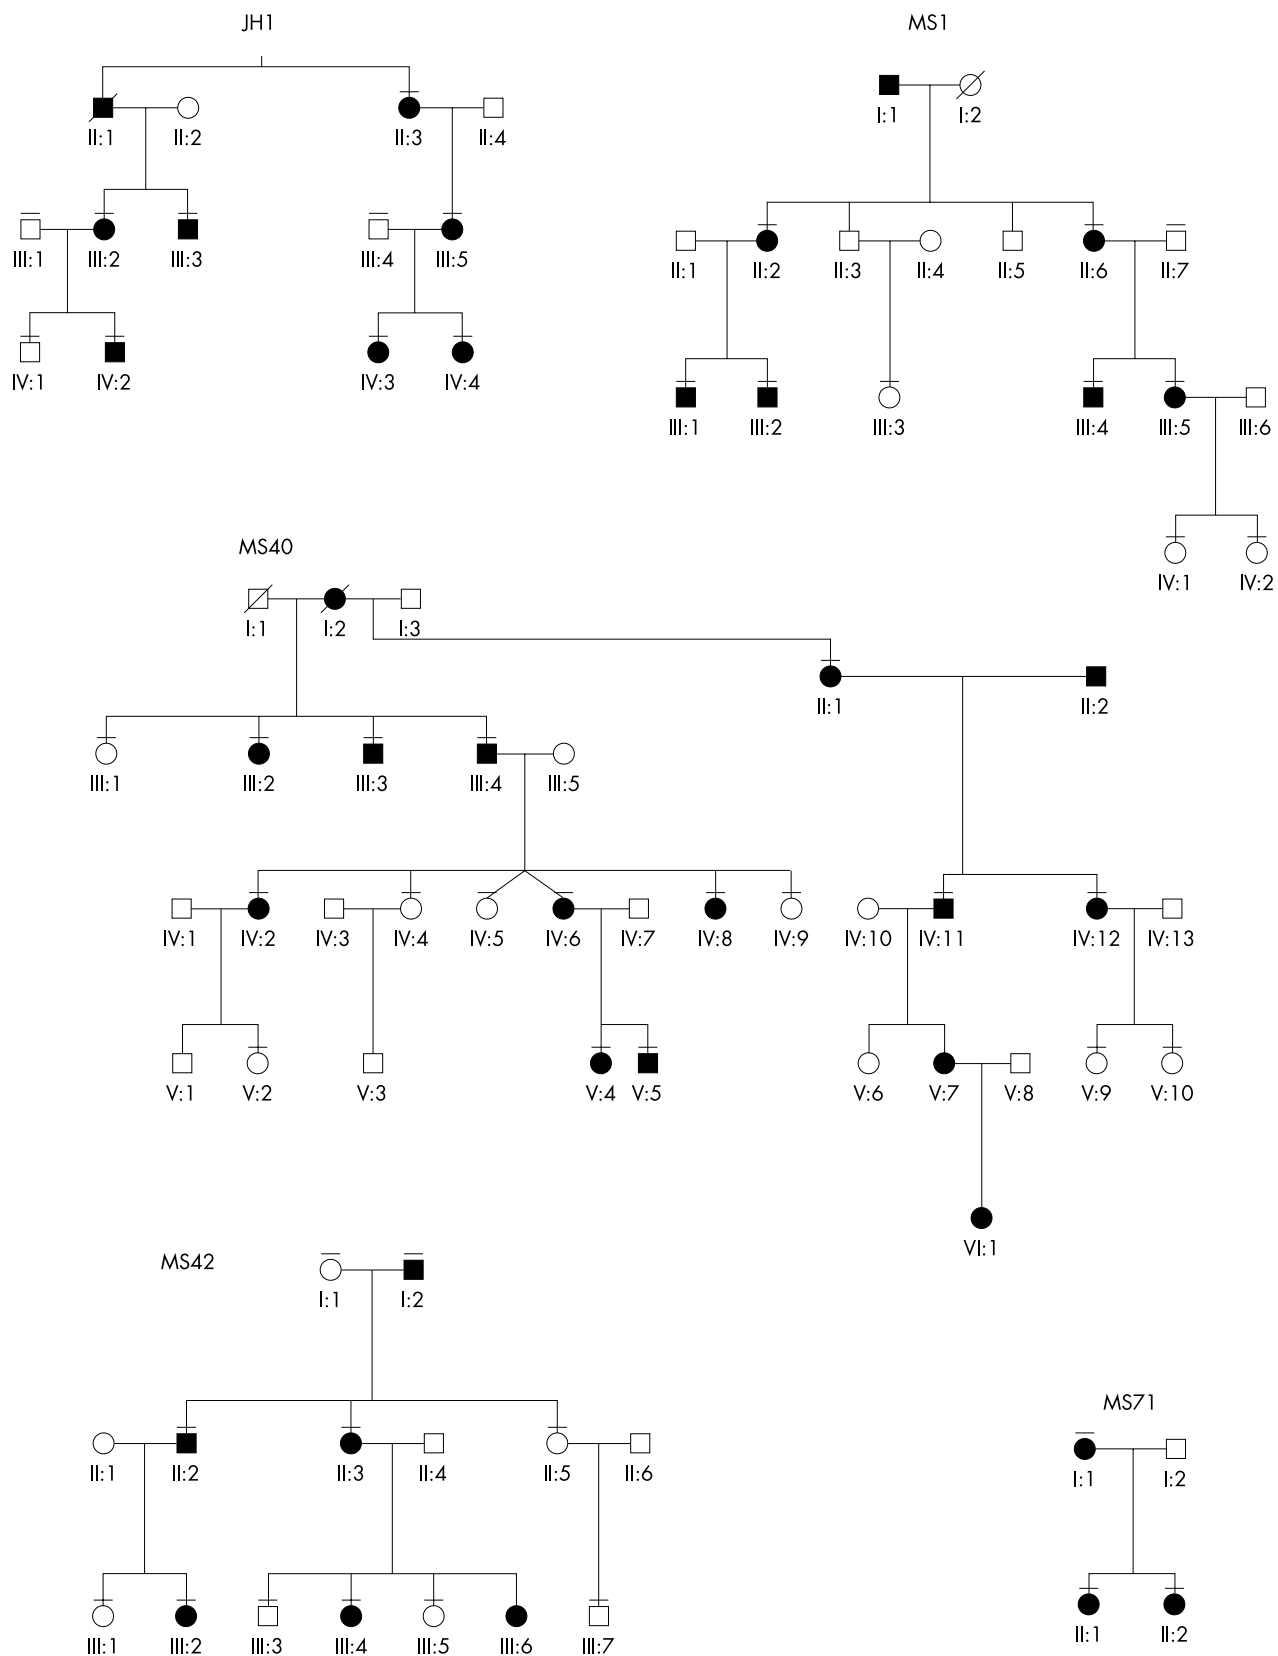 JH1 MS1
I:1 I:2
II:1 II:2 II:3 II:4
III:1 III:2 III:3 III:4 III:5 II:1 II:2 II:3 II:4 II:5 II:6 II:7
IV:1 IV:2 IV:3 IV:4
III:1 III:2 III:3 III:4 III:5 III:6
MS40
IV:1 IV:2
I:1 I:2 I:3
II:1 II:2
III:1 III:2 III:3 III:4 III:5
IV:1 IV:2 IV:3 IV:4 IV:5 IV:6 IV:7 IV:8 IV:9 IV:10 IV:11 IV:12 IV:13
V:1 V:2 V:3 V:4 V:5 V:6 V:7 V:8 V:9 V:10
VI:1
MS42
I:1 I:2
MS71
II:1 II:2 II:3 II:4 II:5 II:6 I:1 I:2
III:1 III:2 III:3 III:4 III:5 III:6 III:7 II:1 II:2